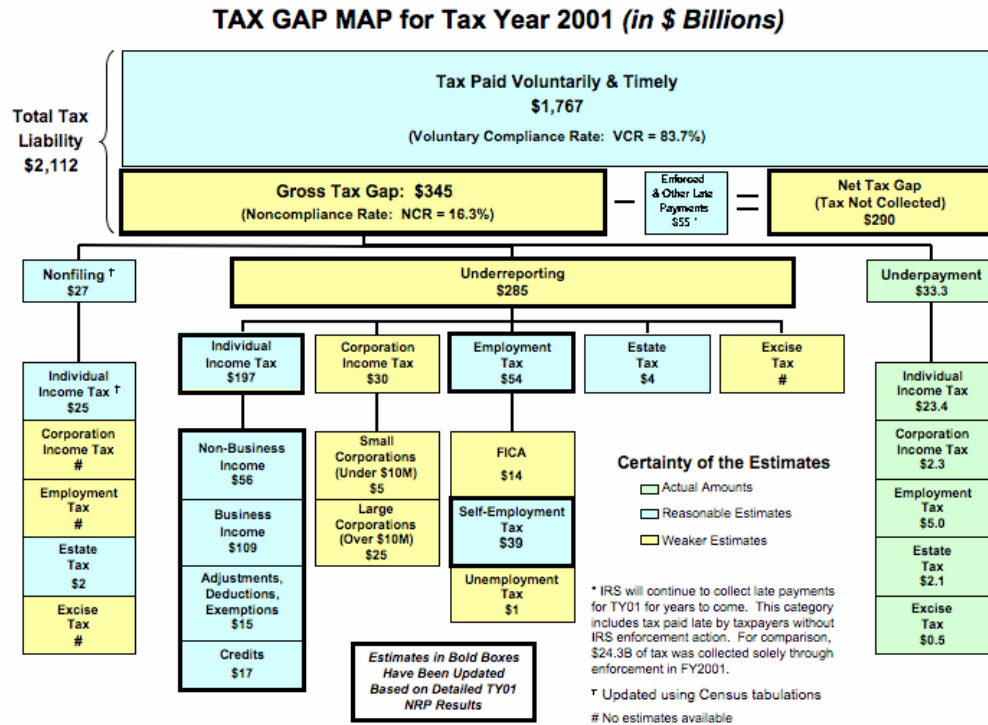 TAX GAP MAP for Tax Year 2001 (in $ Billions)
Total Tax
Liability
$2,112
Tax Paid Voluntarily & Timely
$1,767
(Voluntary Compliance Rate: VCR = 83.7%)
Gross Tax Gap: $345
(Noncompliance Rate: NCR = 16.3%)
–
Enforced
& Other Late
Payments
$55 *
=
Net Tax Gap
(Tax Not Collected)
$290
Nonfiling †
$27
Underreporting
$285
Underpayment
$33.3
Individual
Income Tax †
$25
Corporation
Income Tax
#
Employment
Tax
#
Estate
Tax
$2
Excise
Tax
#
Individual
Income Tax
$197
Non-Business
Income
$56
Business
Income
$109
Adjustments,
Deductions,
Exemptions
$15
Credits
$17
Corporation
Income Tax
$30
Small
Corporations
(Under $10M)
$5
Large
Corporations
(Over $10M)
$25
Employment
Tax
$54
FICA
$14
Self-Employment
Tax
$39
Unemployment
Tax
$1
Estate
Tax
$4
Excise
Tax
#
Individual
Income Tax
$23.4
Corporation
Income Tax
$2.3
Employment
Tax
$5.0
Estate
Tax
$2.1
Excise
Tax
$0.5
Certainty of the Estimates
Actual Amounts
Reasonable Estimates
Weaker Estimates
Estimates in Bold Boxes
Have Been Updated
Based on Detailed TY01
NRP Results
* IRS will continue to collect late payments
for TY01 for years to come. This category
includes tax paid late by taxpayers without
IRS enforcement action. For comparison,
$24.3B of tax was collected solely through
enforcement in FY2001.
† Updated using Census tabulations
# No estimates available